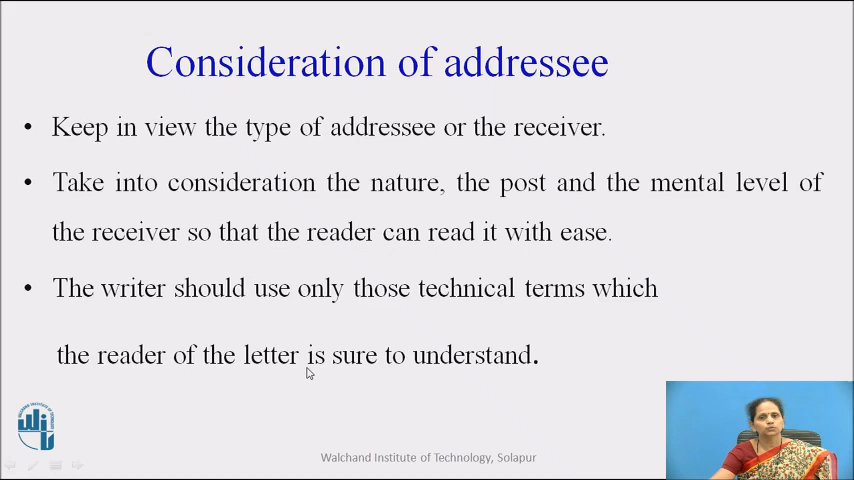 Consideration of addressee
• Keep in view the type of addressee or the receiver.
• Take into consideration the nature, the post and the mental level of
the receiver so that the reader can read it with ease.
• The writer should use only those technical terms which
the reader of the letter is sure to understand.
Walchand Institute of Technology, Solapur